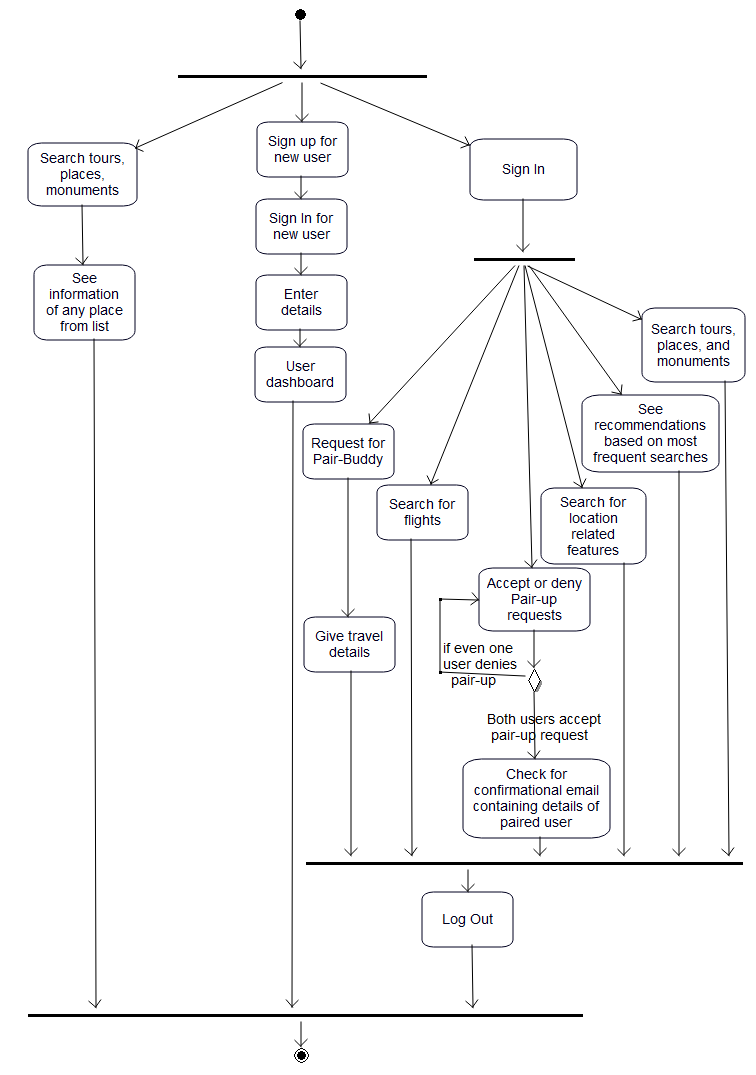 Search tours,
places,
monuments
Sign up for
new user
Sign In
Sign In for
new user
See
information
of any place
from list
Enter
details
User
dashboard
Search tours,
places, and
monuments
See
recommendations
based on most
frequent searches
Request for
Pair-Buddy
Search for
flights
Search for
location
related
features
Accept or deny
Pair-up
requests
Give travel
details
if even one
user denies
pair-up
Both users accept
pair-up request
Check for
confirmational email
containing details of
paired user
Log Out